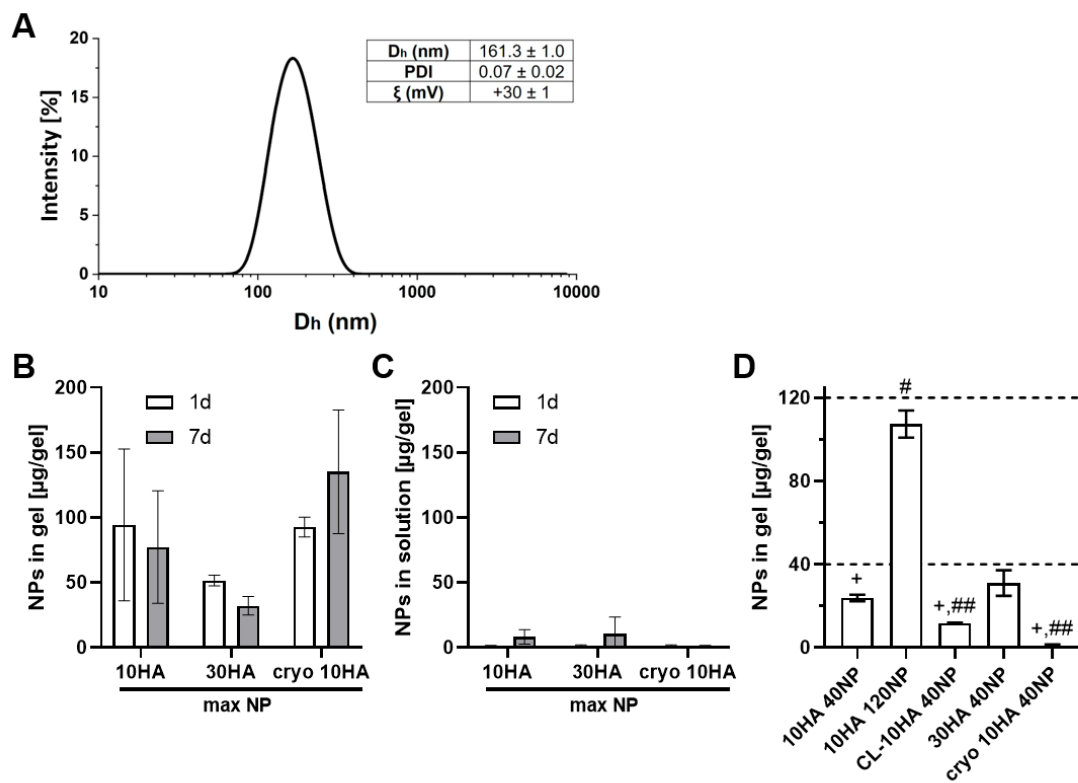 A
20
15
10
5
0
Intensity [%]
10 100 1000 10000
Dh (nm)
Dh (nm) 161.3 ± 1.0
PDI 0.07 ± 0.02
ξ (mV) +30 ± 1
B
200
150
100
50
0
NPs in gel [µg/gel]
1d
7d
10HA 30HA cryo 10HA
max NP
C
200
150
100
50
0
NPs in solution [µg/gel]
1d
7d
10HA 30HA cryo 10HA
max NP
D
120
80
40
0
NPs in gel [µg/gel]
+
#
+,##
+,##
10HA 40NP
10HA 120NP
CL-10HA 40NP
30HA 40NP
cryo 10HA 40NP